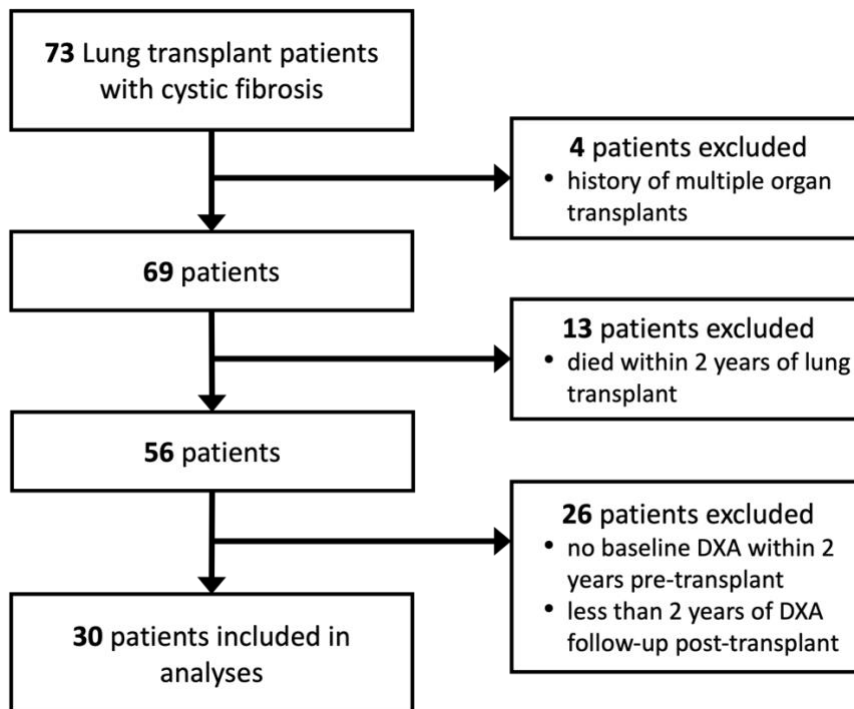 73 Lung transplant patients
with cystic fibrosis
4 patients excluded
• history of multiple organ
transplants
69 patients
13 patients excluded
• died within 2 years of lung
transplant
56 patients
26 patients excluded
• no baseline DXA within 2
years pre-transplant
• less than 2 years of DXA
follow-up post-transplant
30 patients included in
analyses